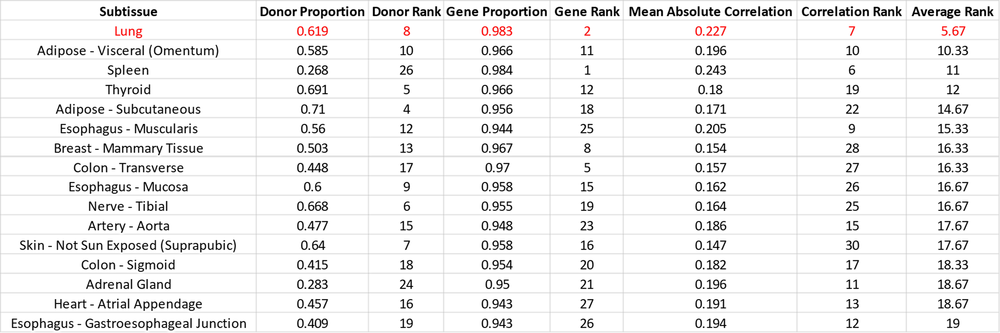 Subtissue Donor Proportion Donor Rank Gene Proportion Gene Rank Mean Absolute Correlation Correlation Rank Average Rank
Lung 0.619 8 0.983 2 0.227 7 5.67
Adipose - Visceral (Omentum) 0.585 10 0.966 11 0.196 10 10.33
Spleen 0.268 26 0.984 1 0.243 6 11
Thyroid 0.691 5 0.966 12 0.18 19 12
Adipose - Subcutaneous 0.71 4 0.956 18 0.171 22 14.67
Esophagus - Muscularis 0.56 12 0.944 25 0.205 9 15.33
Breast - Mammary Tissue 0.503 13 0.967 8 0.154 28 16.33
Colon - Transverse 0.448 17 0.97 5 0.157 27 16.33
Esophagus - Mucosa 0.6 9 0.958 15 0.162 26 16.67
Nerve - Tibial 0.668 6 0.955 19 0.164 25 16.67
Artery - Aorta 0.477 15 0.948 23 0.186 15 17.67
Skin - Not Sun Exposed (Suprapubic) 0.64 7 0.958 16 0.147 30 17.67
Colon - Sigmoid 0.415 18 0.954 20 0.182 17 18.33
Adrenal Gland 0.283 24 0.95 21 0.196 11 18.67
Heart - Atrial Appendage 0.457 16 0.943 27 0.191 13 18.67
Esophagus - Gastroesophageal Junction 0.409 19 0.943 26 0.194 12 19